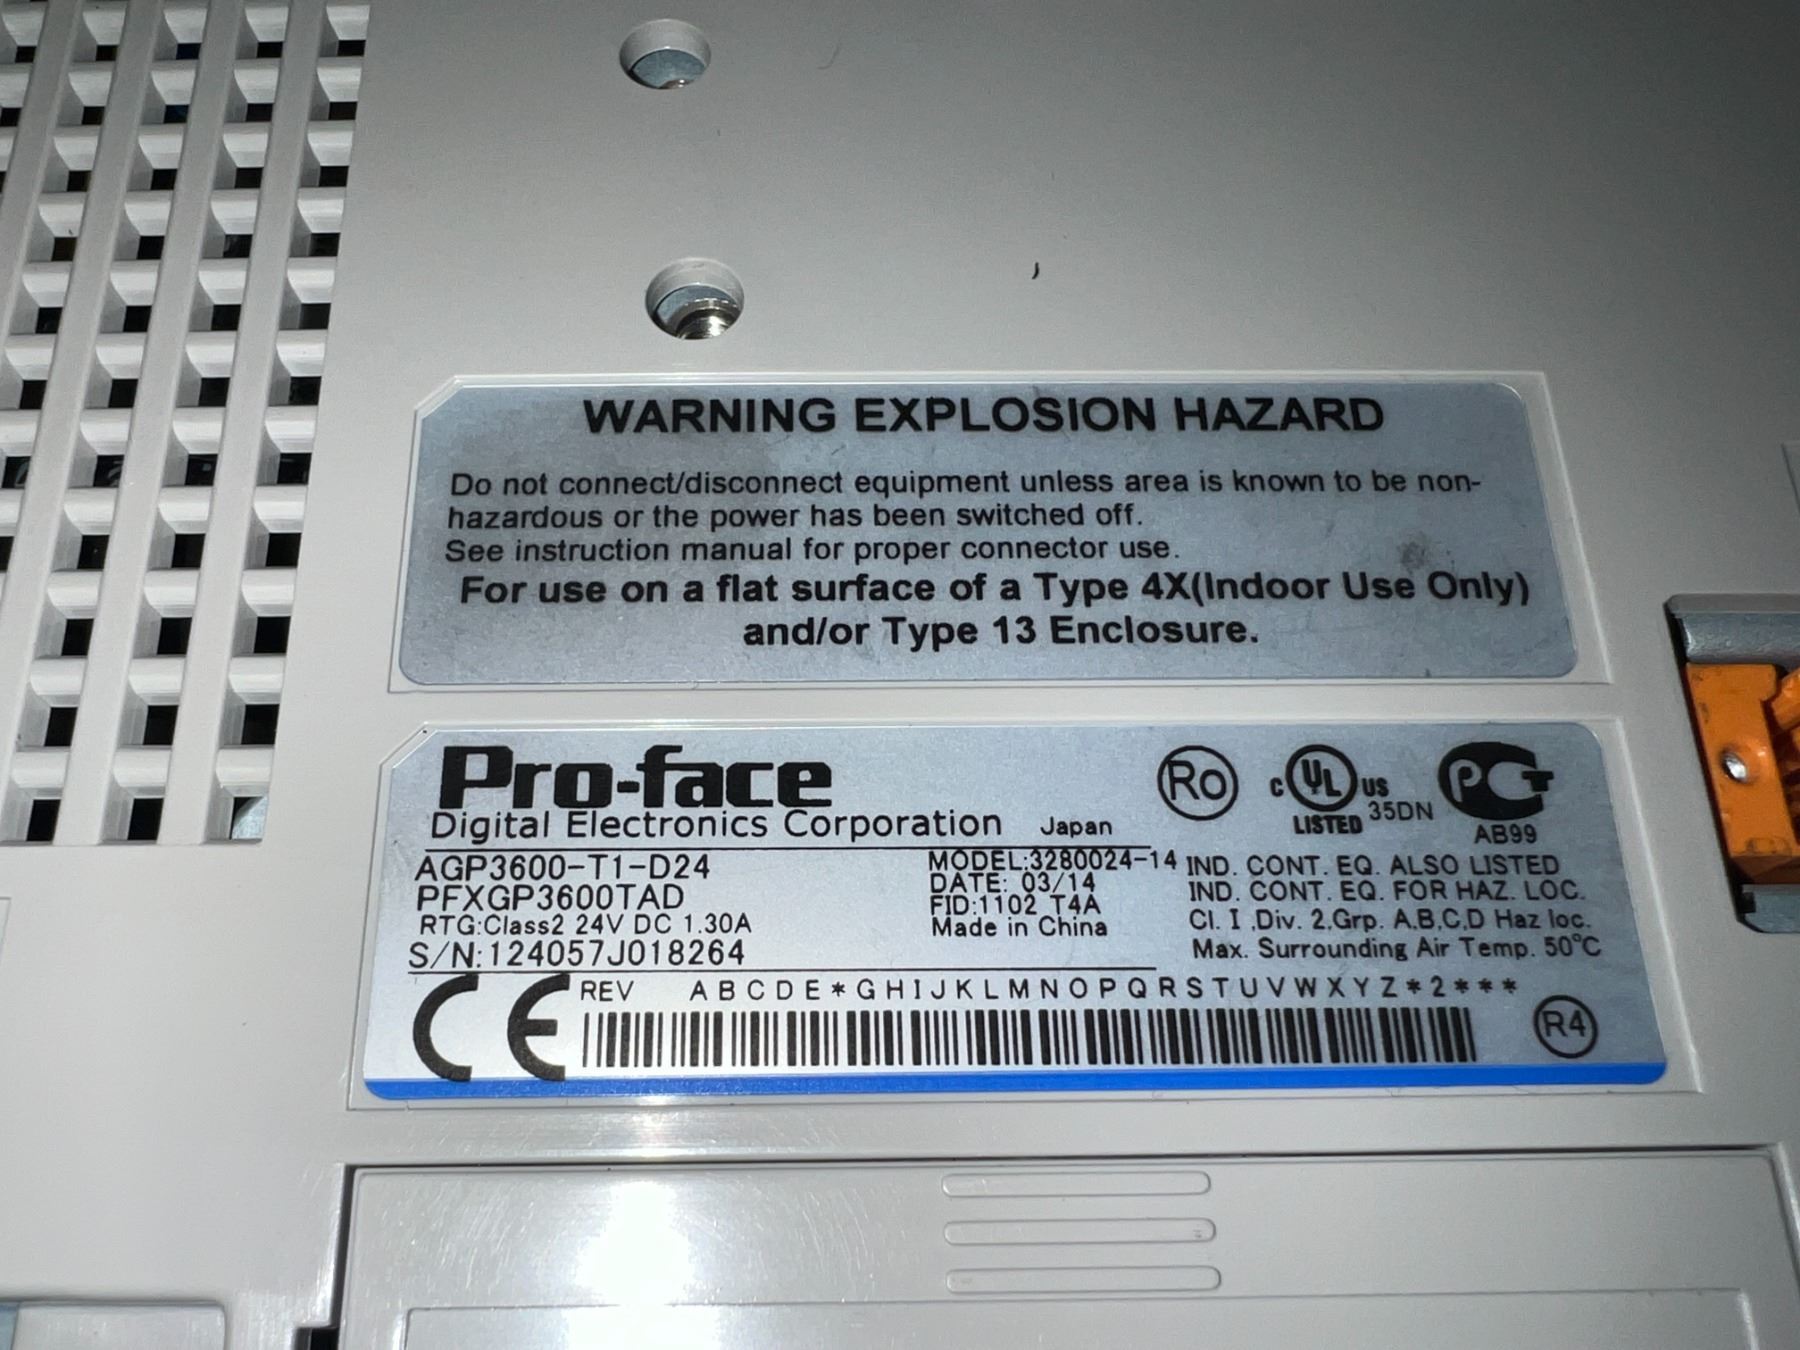 WARNING EXPLOSION HAZARD
Do not connect/disconnect equipment unless area is known to be non-
hazardous or the power has been switched off.
See instruction manual for proper connector use.
For use on a flat surface of a Type 4X(Indoor Use Only)
and/or Type 13 Enclosure.
Pro-face
Digital Electronics Corporation Japan
Ro
C UL US
LISTED 35DN
PCT
AB99
AGP3600-T1-D24
PFXGP3600TAD
RTG:Class2 24V DC 1.30A
S/N:124057J018264
MODEL:3280024-14
DATE: 03/14
FID:1102 T4A
Made in China
IND. CONT. EQ. ALSO LISTED
IND. CONT. EQ. FOR HAZ. LOC.
Cl. I ,Div. 2,Grp. A,B,C,D Haz loc.
Max. Surrounding Air Temp. 50°C
CE
REV A B C D E * G H I J K L M N O P Q R S T U V W X Y Z * 2 * * *
R4